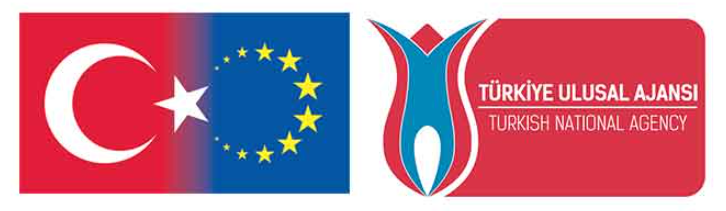 TÜRKİYE ULUSAL AJANSI
TURKISH NATIONAL AGENCY